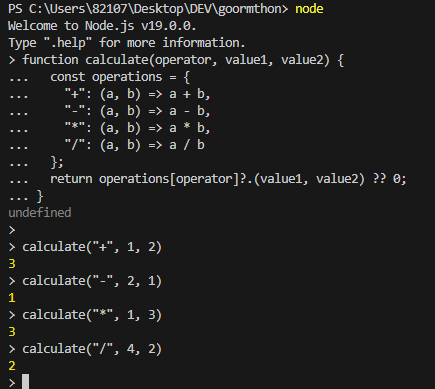 PS C:\Users\82107\Desktop\DEV\goormthon> node
Welcome to Node.js v19.0.0.
Type ".help" for more information.
> function calculate(operator, value1, value2) {
...   const operations = {
...     "+": (a, b) => a + b,
...     "-": (a, b) => a - b,
...     "*": (a, b) => a * b,
...     "/": (a, b) => a / b
...   };
...   return operations[operator]?.(value1, value2) ?? 0;
... }
undefined
>
> calculate("+", 1, 2)
3
> calculate("-", 2, 1)
1
> calculate("*", 1, 3)
3
> calculate("/", 4, 2)
2
>